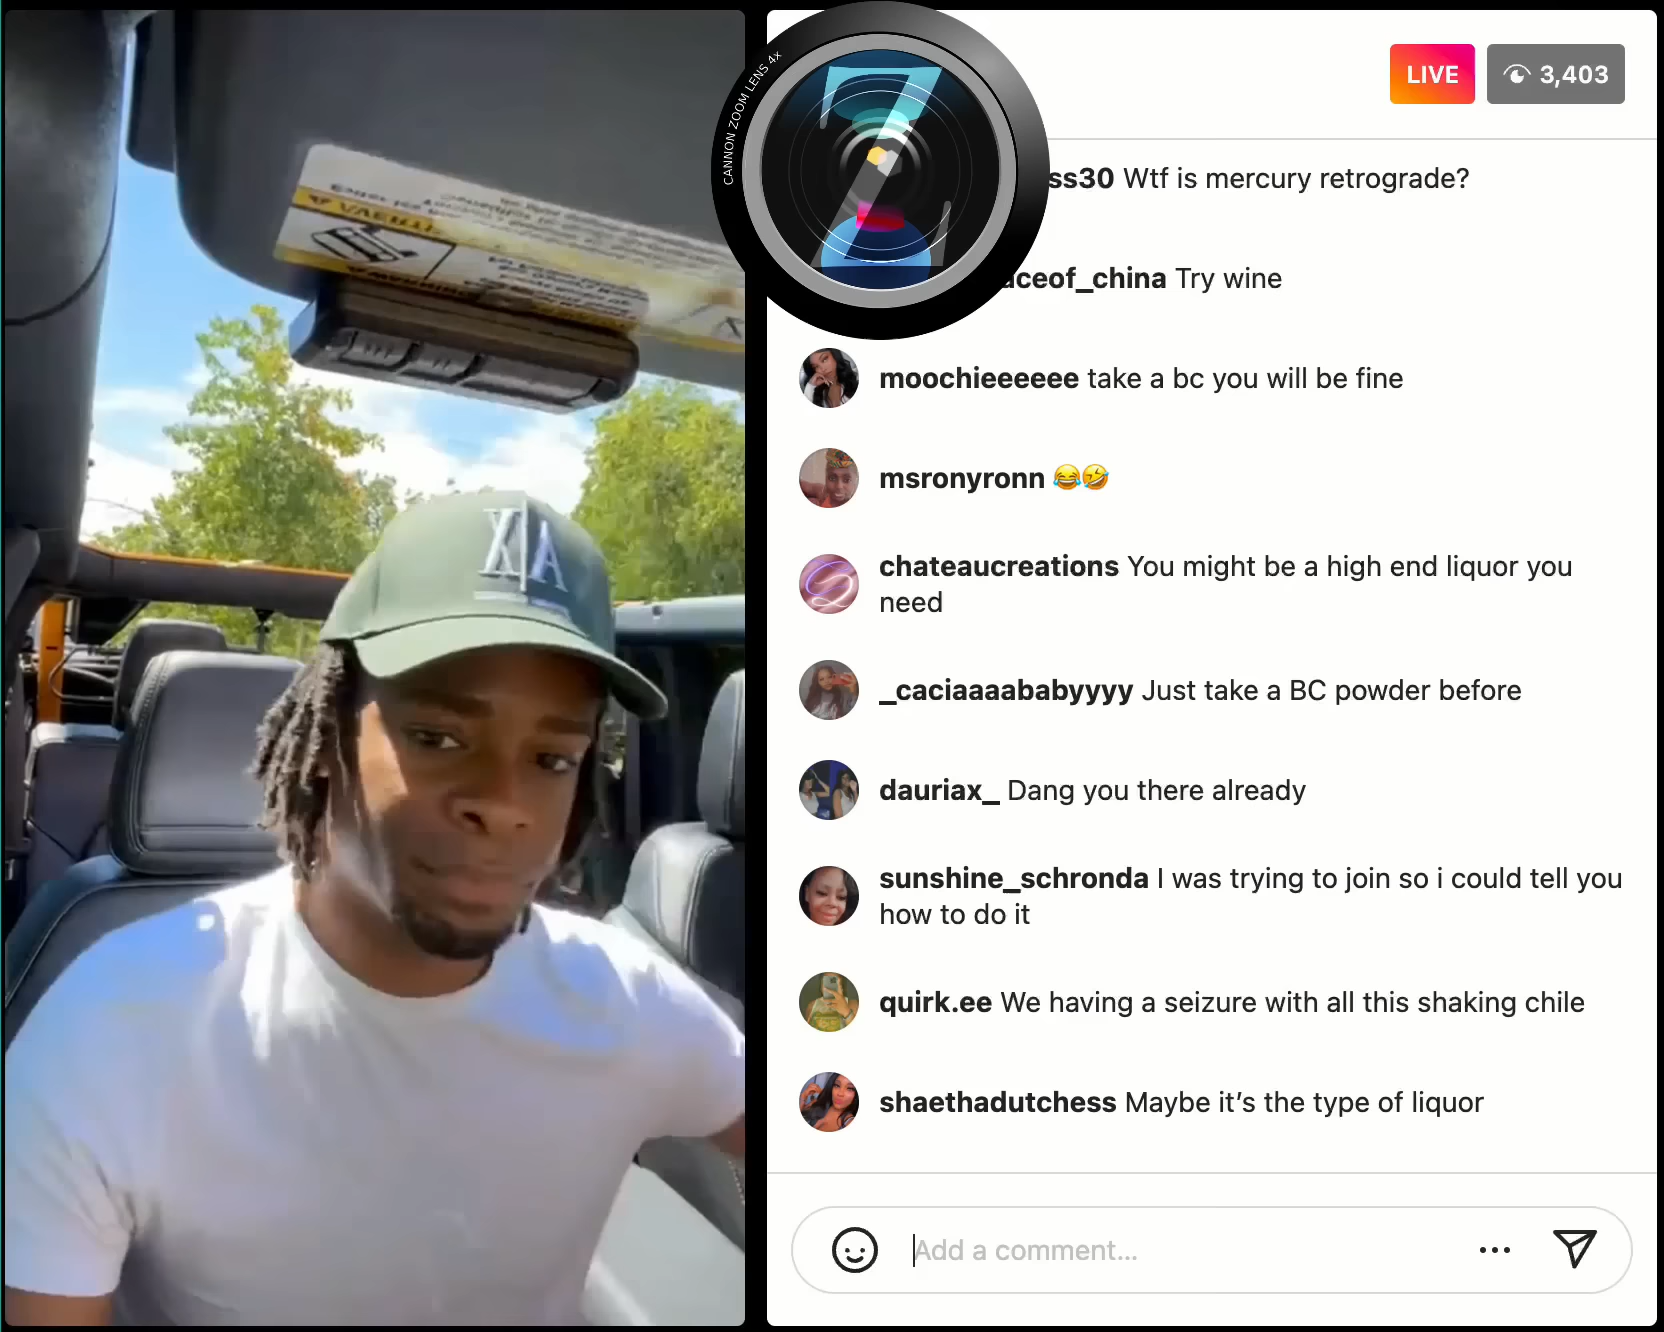 CANNON ZOOM LENS 4x
Z
LIVE
3,403
ss30 Wtf is mercury retrograde?
aceof_china Try wine
moochieeeeee take a bc you will be fine
msronyronn 😂🤣
chateaucreations You might be a high end liquor you
need
_caciaaaababyyyy Just take a BC powder before
dauriax_ Dang you there already
sunshine_schronda I was trying to join so i could tell you
how to do it
quirk.ee We having a seizure with all this shaking chile
shaethadutchess Maybe it’s the type of liquor
Add a comment...
XA